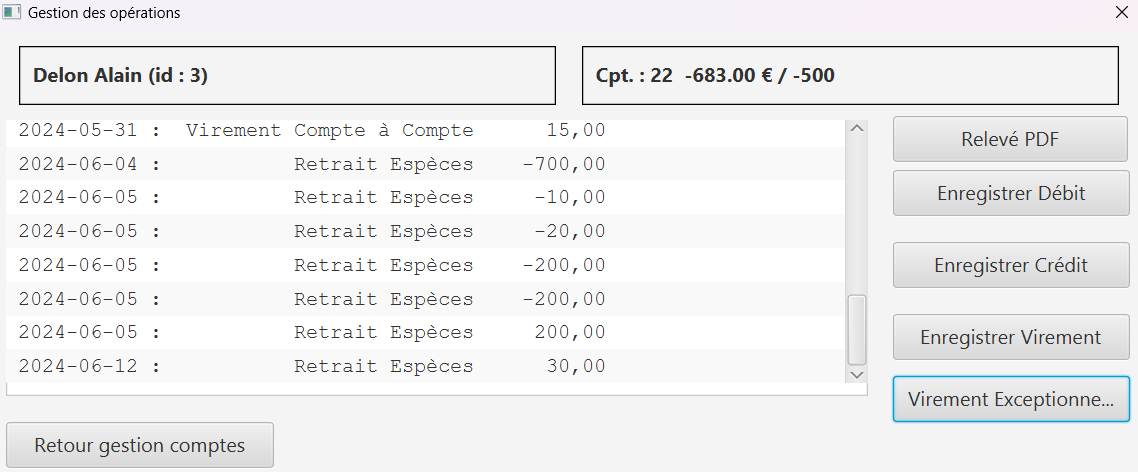 Gestion des opérations
Delon Alain (id : 3)
Cpt. : 22 -683.00 € / -500
2024-05-31 : Virement Compte à Compte 15,00
2024-06-04 : Retrait Espèces -700,00
2024-06-05 : Retrait Espèces -10,00
2024-06-05 : Retrait Espèces -20,00
2024-06-05 : Retrait Espèces -200,00
2024-06-05 : Retrait Espèces -200,00
2024-06-05 : Retrait Espèces 200,00
2024-06-12 : Retrait Espèces 30,00
Relevé PDF
Enregistrer Débit
Enregistrer Crédit
Enregistrer Virement
Virement Exceptionne...
Retour gestion comptes